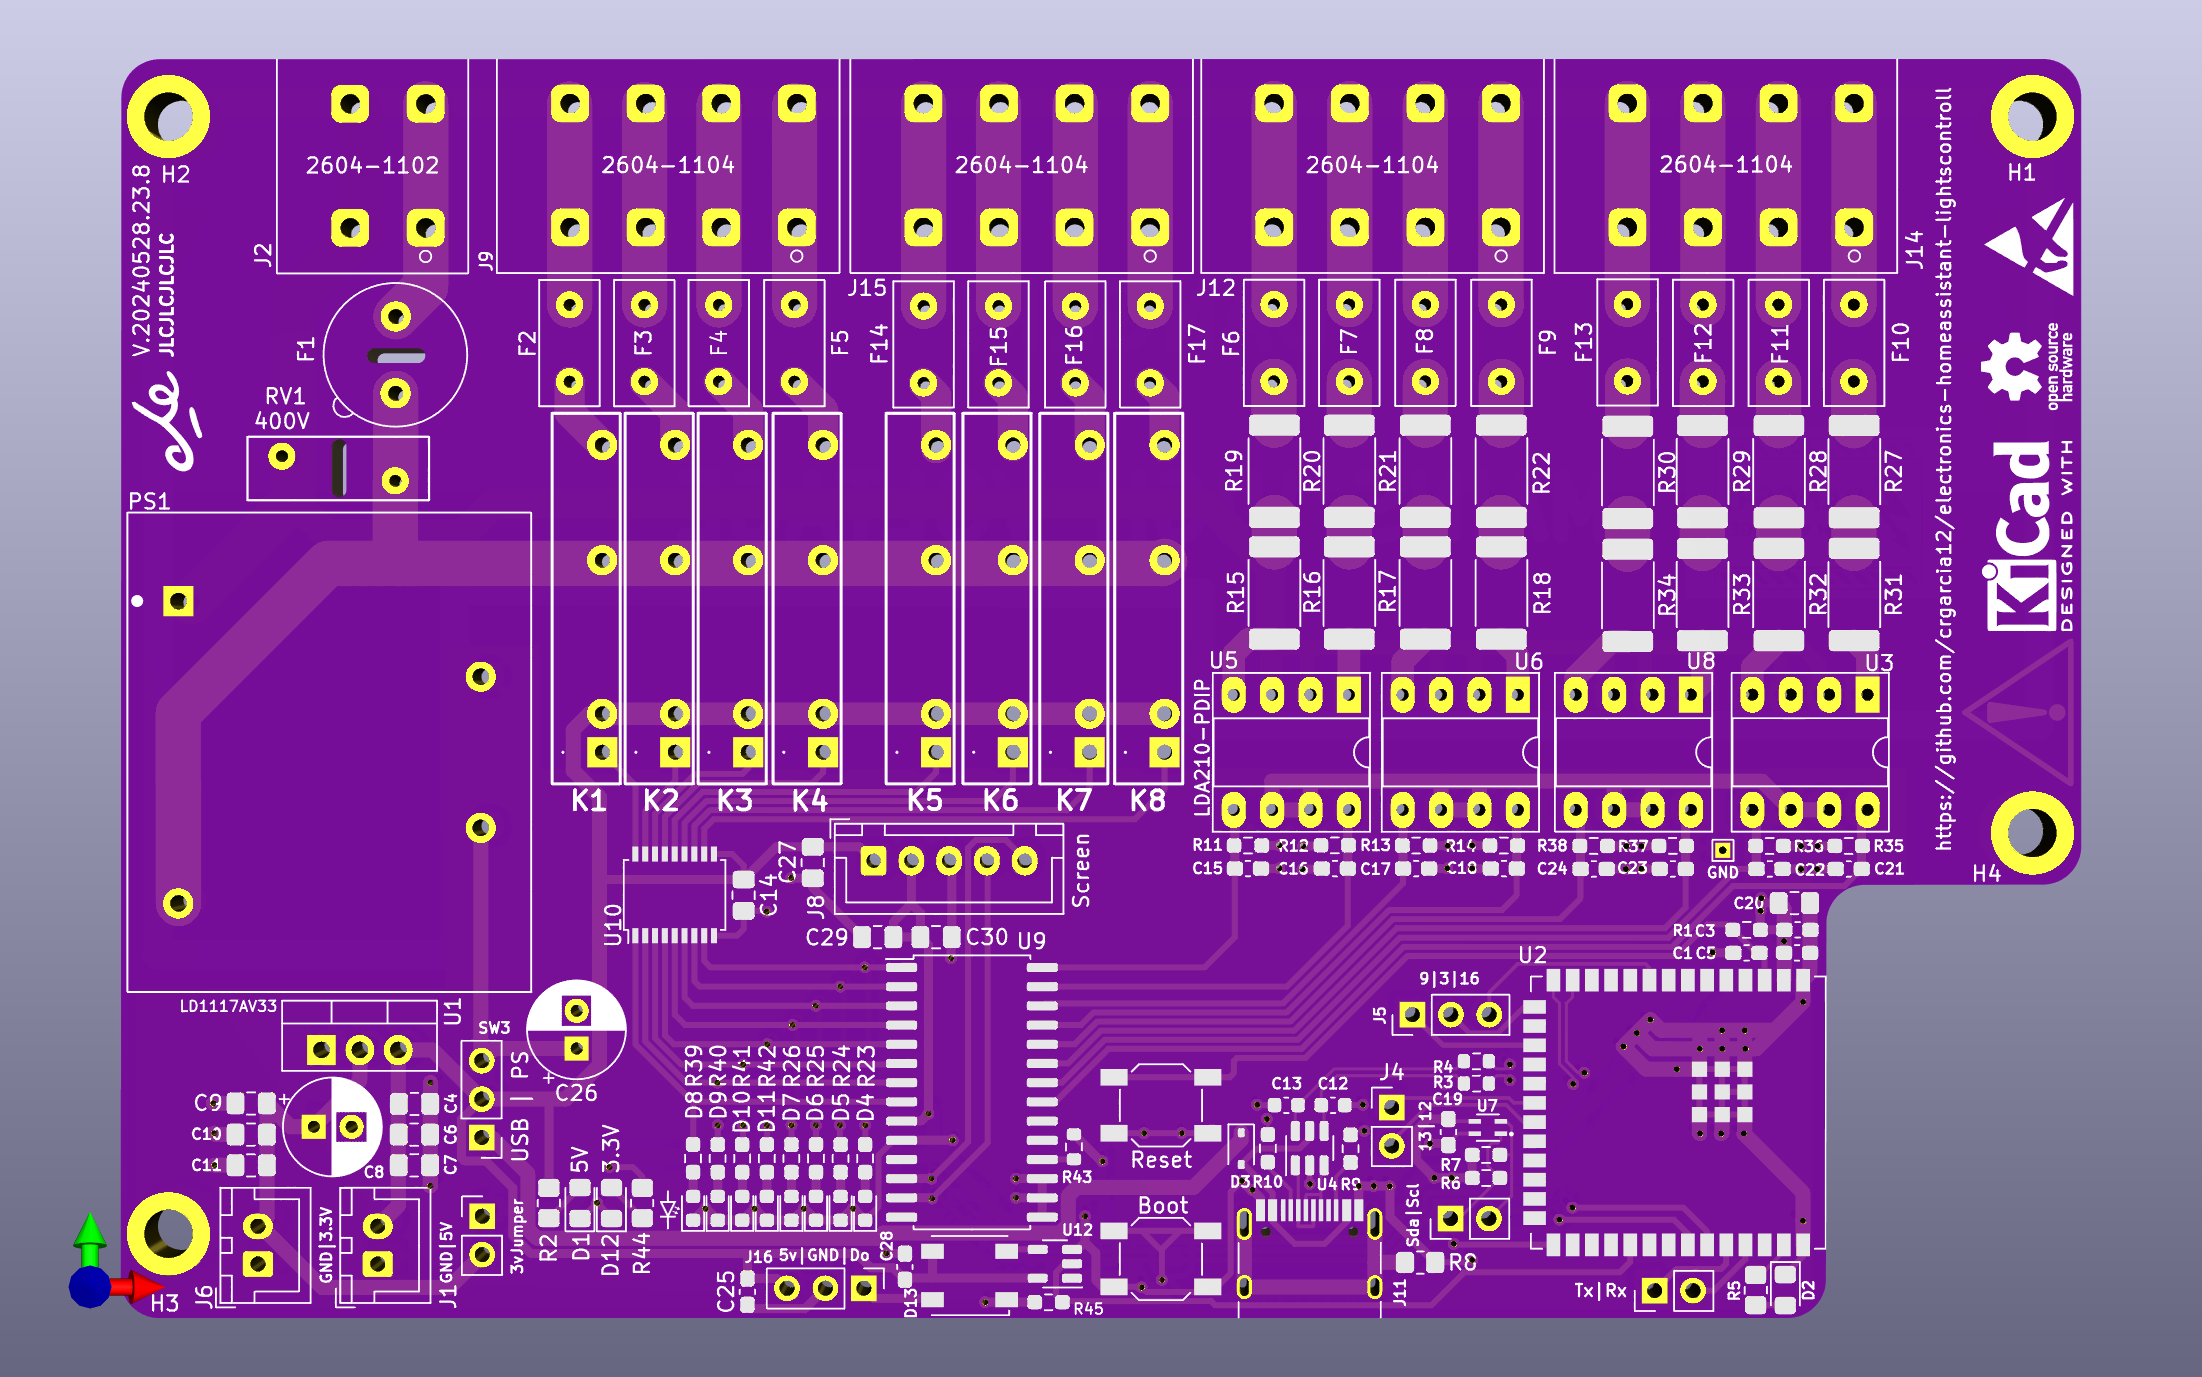 H2
2604-1102
2604-1104
2604-1104
2604-1104
2604-1104
H1
V.20240528.23.8
JLCJLCJLCJLC
J2
J9
J15
J12
J14
https://github.com/crgarcia12/electronics-homeassistant-lightscontroll
F1
F2
F3
F4
F5
F14
F15
F16
F17
F6
F7
F8
F9
F13
F12
F11
F10
open source
hardware
RV1
400V
R19
R20
R21
R22
R30
R29
R28
R27
KiCad
DESIGNED WITH
PS1
R15
R16
R17
R18
R34
R33
R32
R31
U5
U6
U8
U3
LDA210-PDIP
K1
K2
K3
K4
K5
K6
K7
K8
R11
R12
R13
R14
R38
R37
R36
R35
C15
C16
C17
C18
C24
C23
GND
C22
C21
H4
C27
C14
J8
Screen
U10
C29
C30
U9
C20
R1
C3
C1
C5
U2
LD1117AV33
U1
SW3
PS
|
USB
C26
9|3|16
J5
C9
C10
C11
C4
C6
C7
C8
D8
R39
D9
R40
D10
R41
D11
R42
D7
R26
D6
R25
D5
R24
D4
R23
R43
Reset
Boot
C13
C12
J4
13|12
R4
R3
C19
U7
R7
R6
D3
R10
U4
R9
Sda|Scl
R8
J11
H3
J6
GND|3.3V
J1
GND|5V
3vJumper
R2
D1
5V
D12
3.3V
R44
J16
5v|GND|Do
C25
C28
D13
U12
R45
Tx|Rx
R5
D2